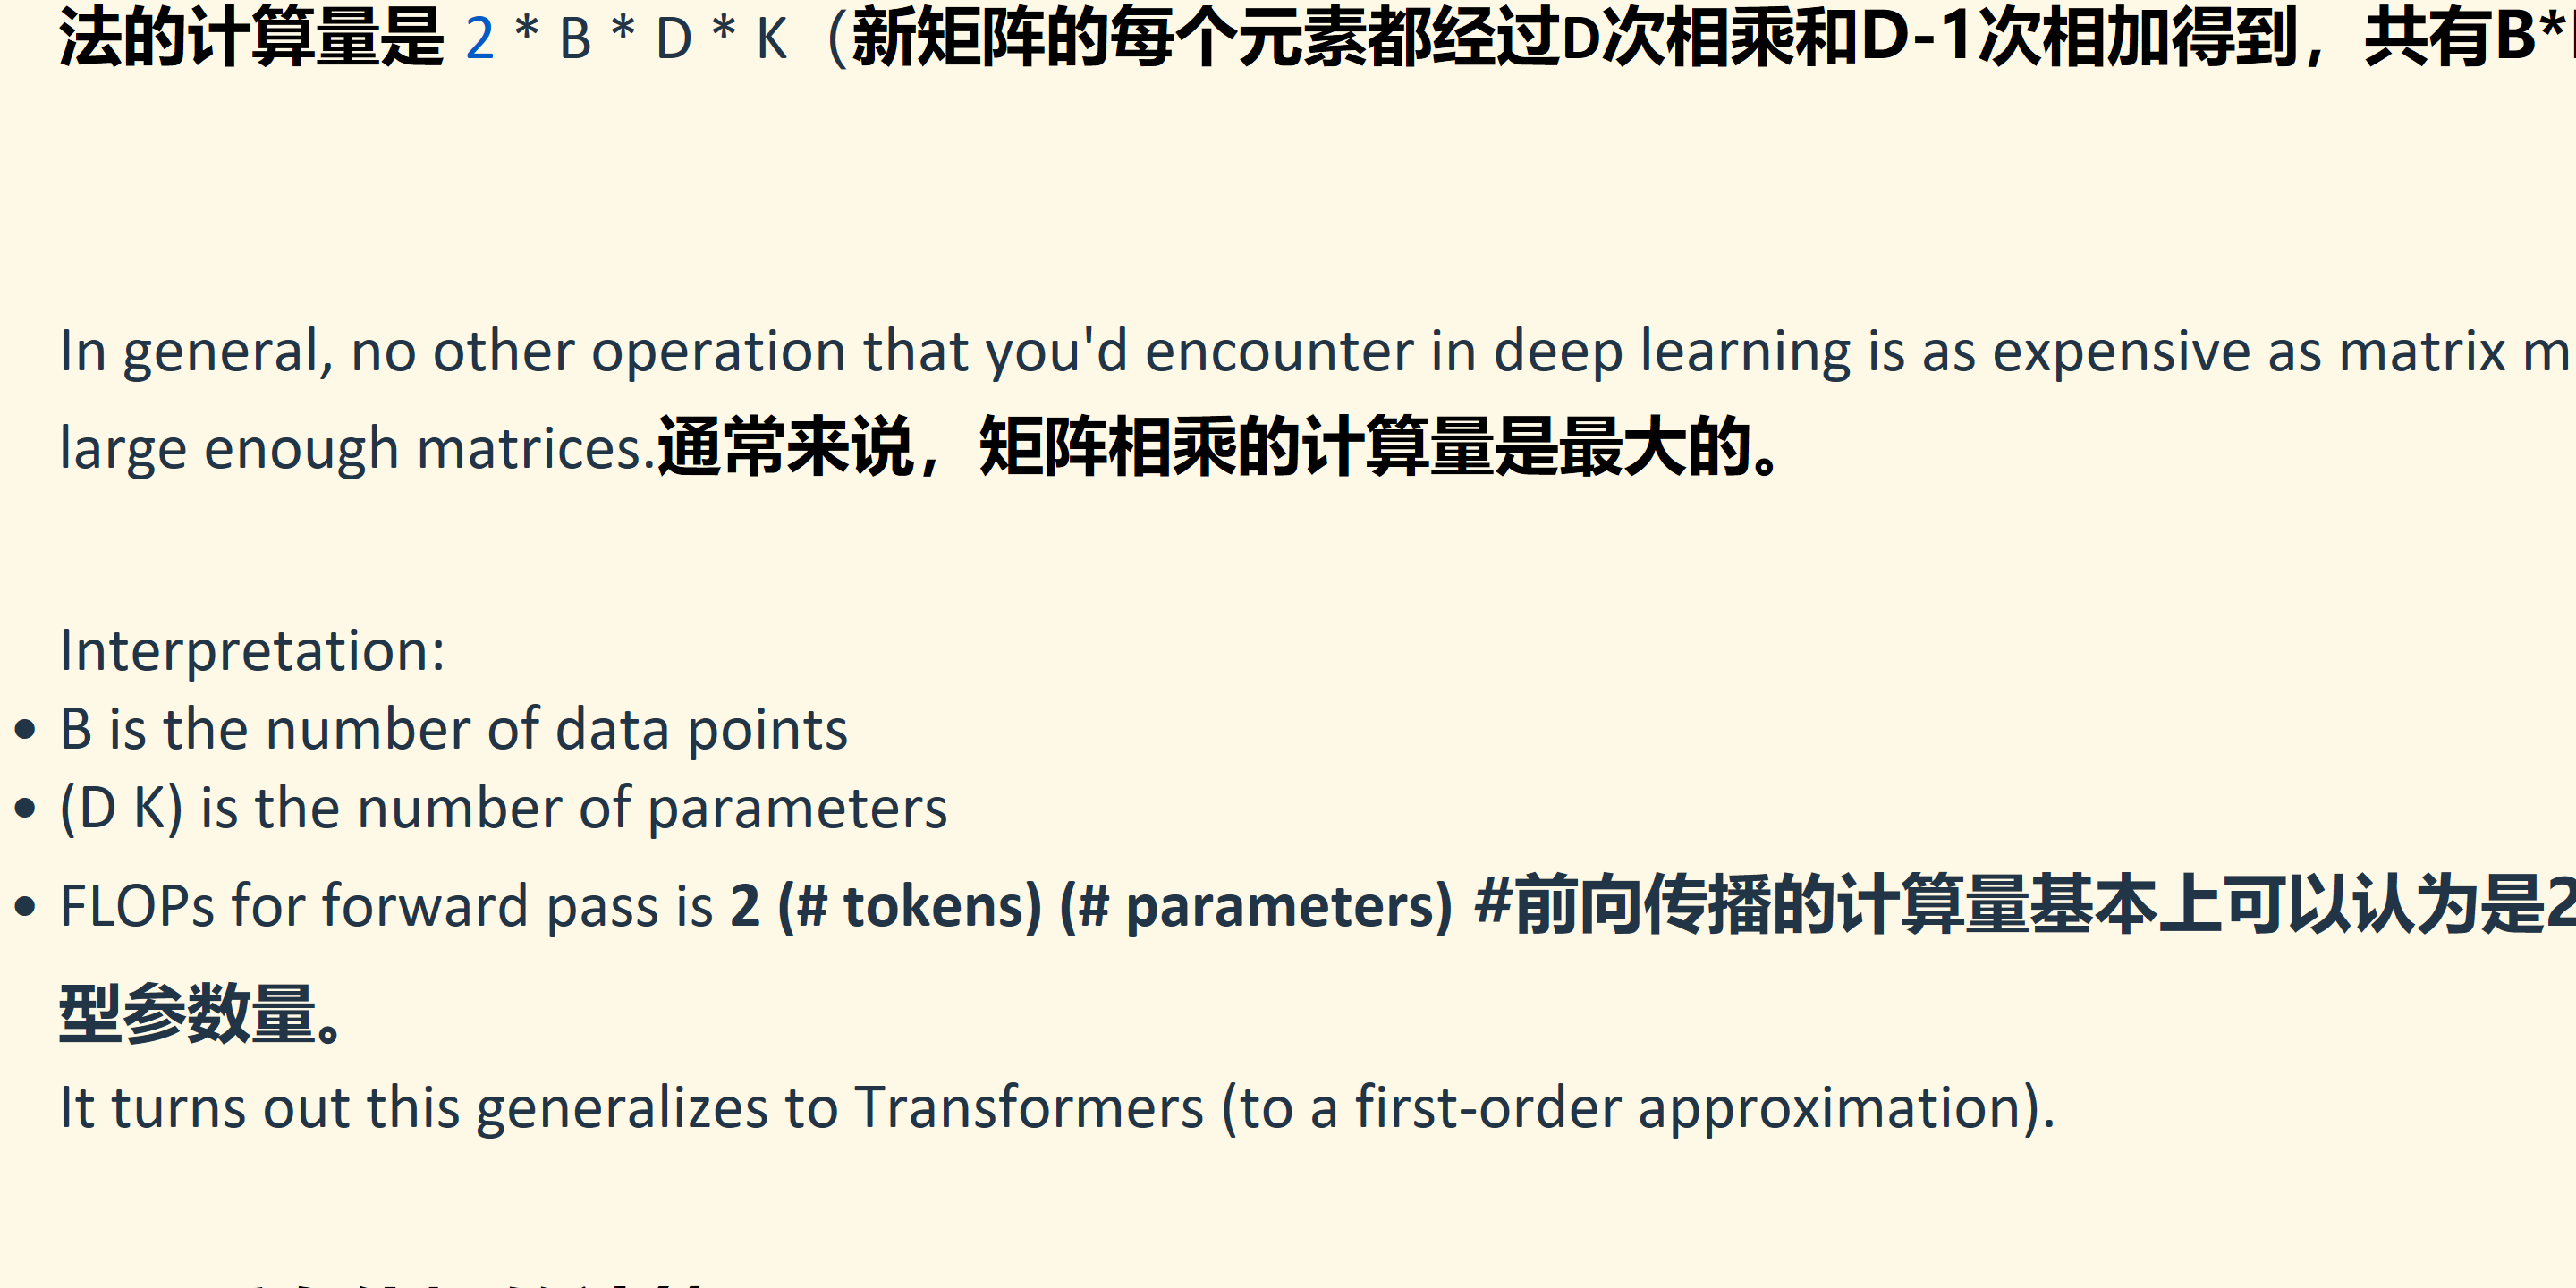 法的计算量是 2 * B * D * K（新矩阵的每个元素都经过D次相乘和D-1次相加得到，共有B*
In general, no other operation that you'd encounter in deep learning is as expensive as matrix m
large enough matrices.通常来说，矩阵相乘的计算量是最大的。
Interpretation:
• B is the number of data points
• (D K) is the number of parameters
• FLOPs for forward pass is 2 (# tokens) (# parameters) #前向传播的计算量基本上可以认为是2
型参数量。
It turns out this generalizes to Transformers (to a first-order approximation).